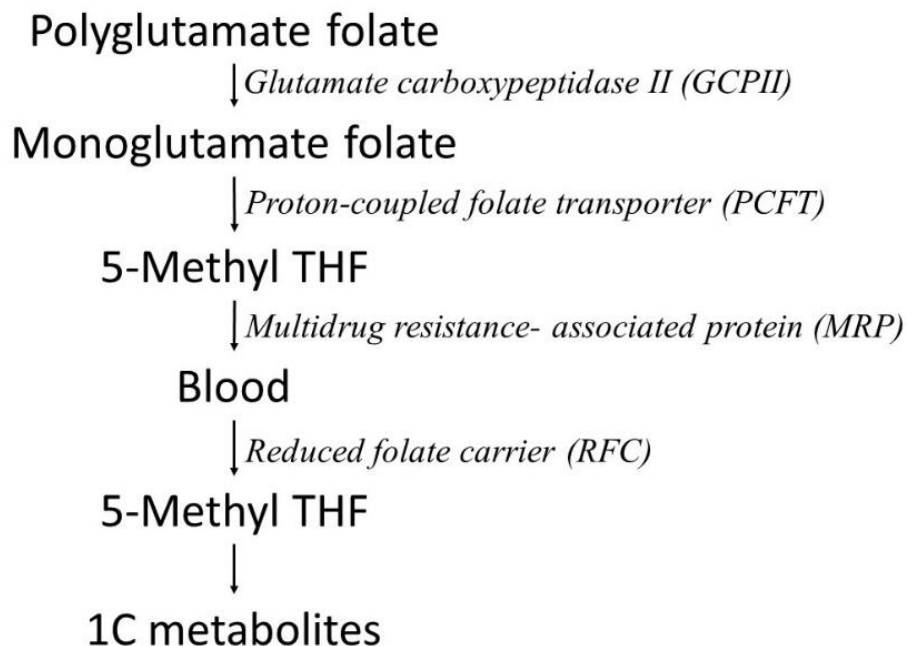 Polyglutamate folate
Glutamate carboxypeptidase II (GCPII)
Monoglutamate folate
Proton-coupled folate transporter (PCFT)
5-Methyl THF
Multidrug resistance- associated protein (MRP)
Blood
Reduced folate carrier (RFC)
5-Methyl THF
1C metabolites